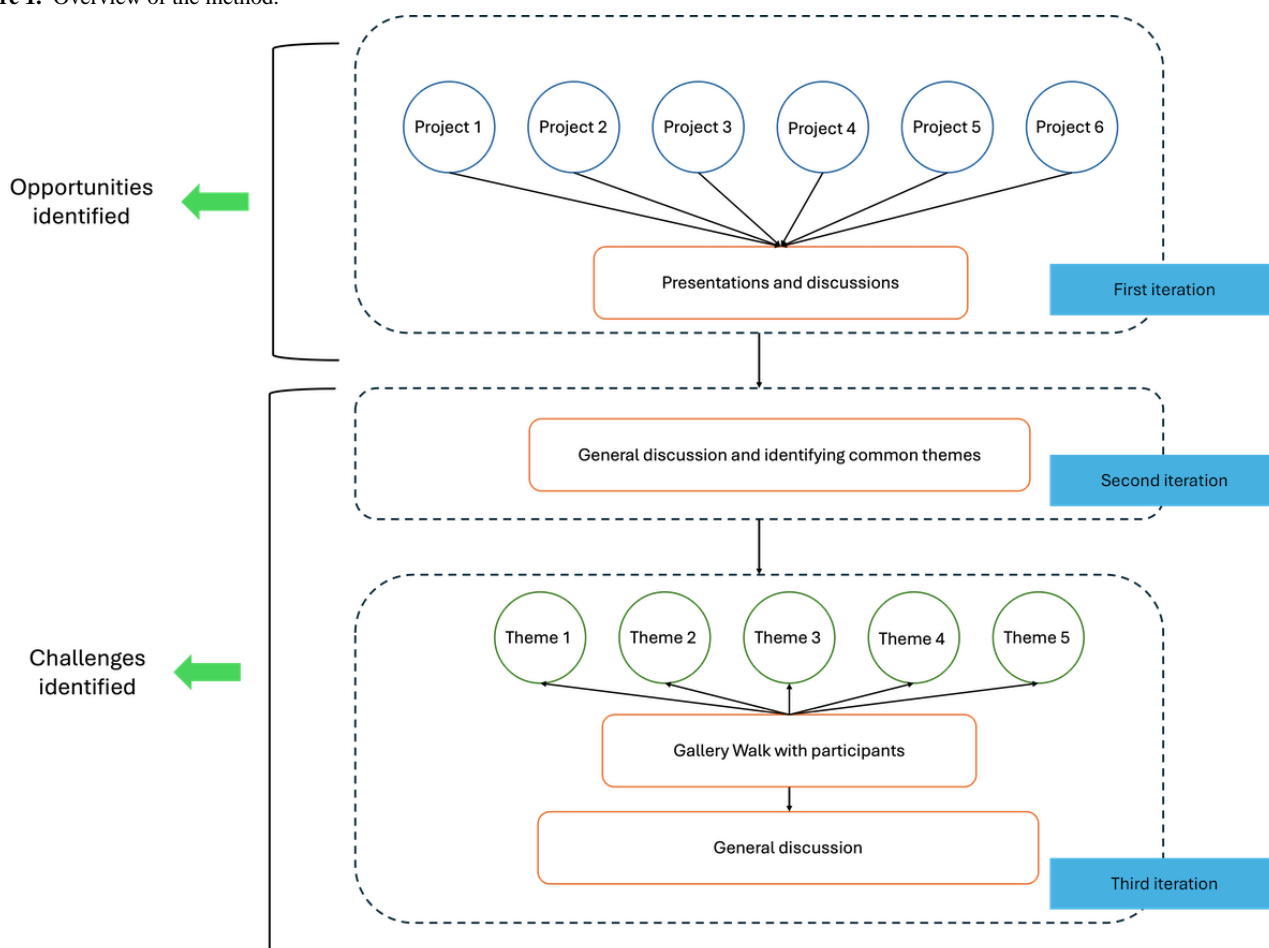 Overview of the method.
Project 1
Project 2
Project 3
Project 4
Project 5
Project 6
Opportunities
identified
Presentations and discussions
First iteration
General discussion and identifying common themes
Second iteration
Theme 1
Theme 2
Theme 3
Theme 4
Theme 5
Challenges
identified
Gallery Walk with participants
General discussion
Third iteration